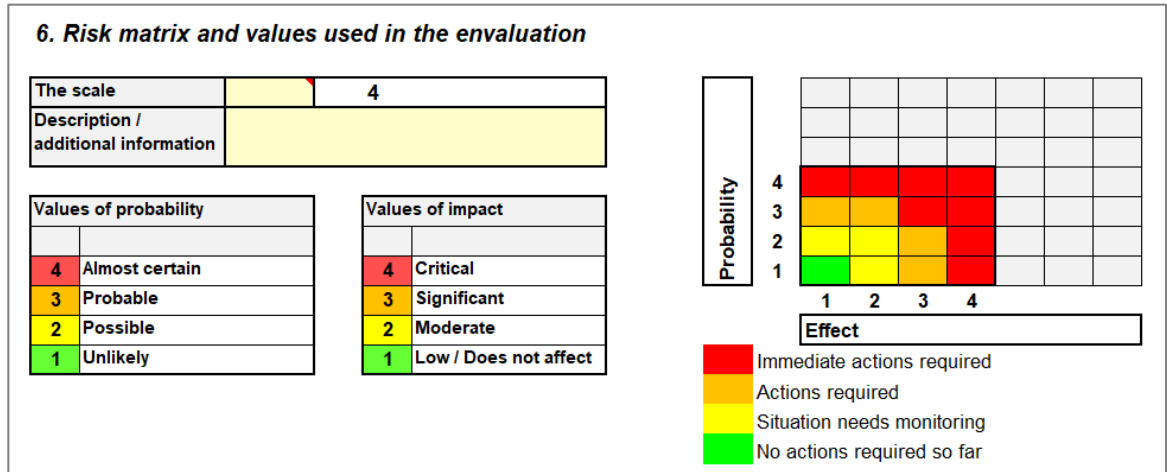 6. Risk matrix and values used in the envaluation
The scale 4
Description /
additional information
Values of probability
4 Almost certain
3 Probable
2 Possible
1 Unlikely
Values of impact
4 Critical
3 Significant
2 Moderate
1 Low / Does not affect
Probability
4
3
2
1
1 2 3 4
Effect
Immediate actions required
Actions required
Situation needs monitoring
No actions required so far